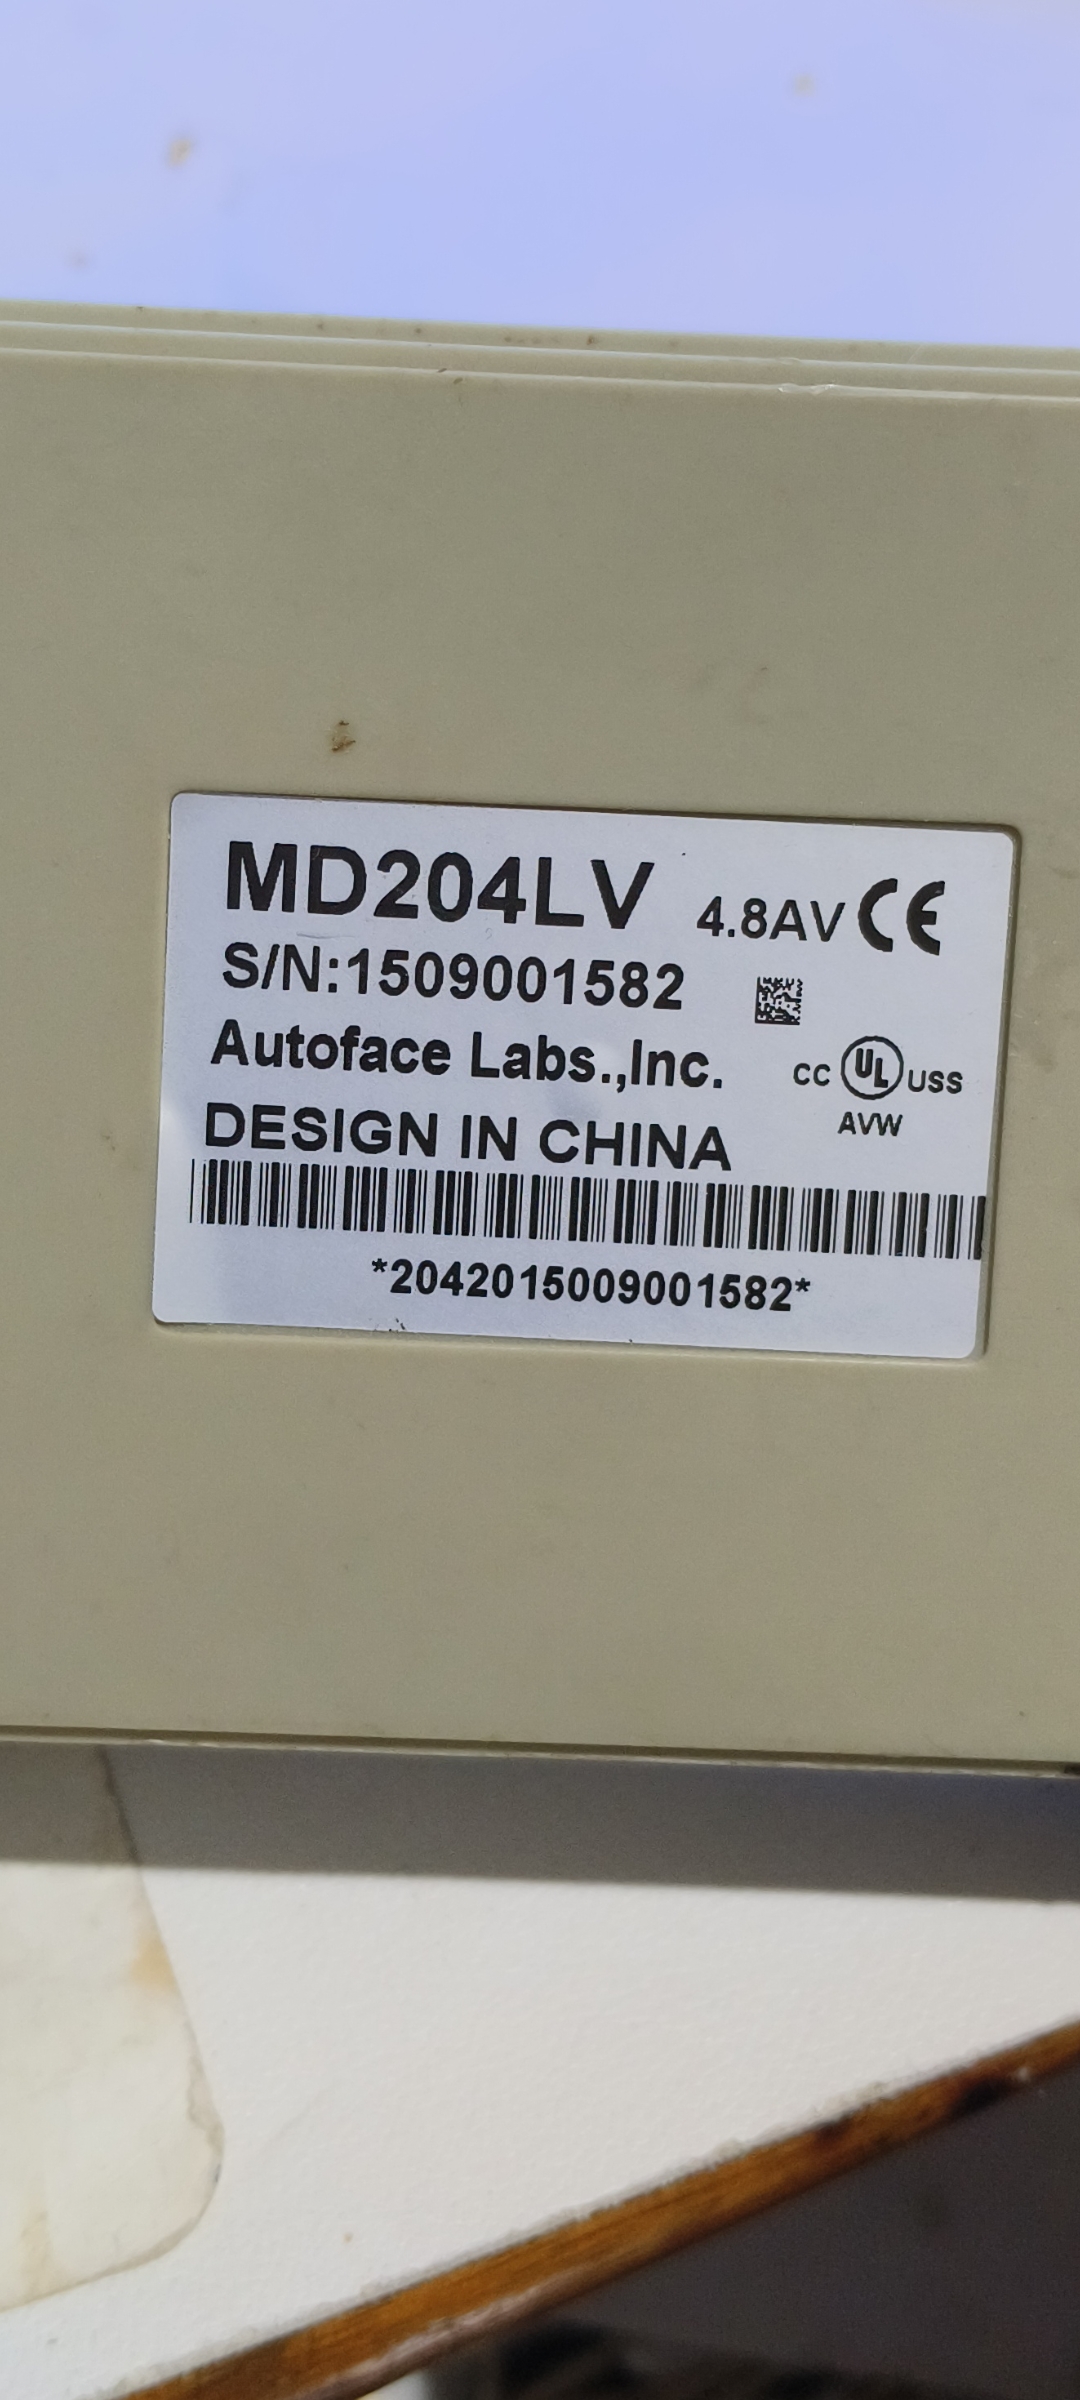 MD204LV 4.8AV CE
S/N:1509001582
Autoface Labs.,Inc. CC UL USS
AVW
DESIGN IN CHINA
*2042015009001582*